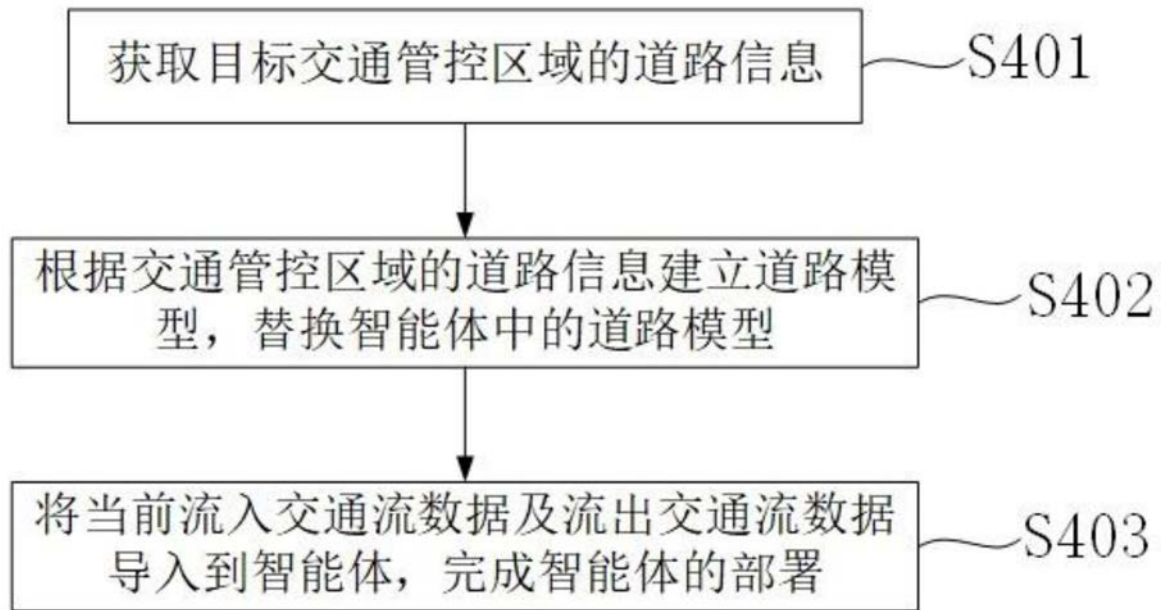 获取目标交通管控区域的道路信息
S401
根据交通管控区域的道路信息建立道路模
型，替换智能体中的道路模型
S402
将当前流入交通流数据及流出交通流数据
导入到智能体，完成智能体的部署
S403